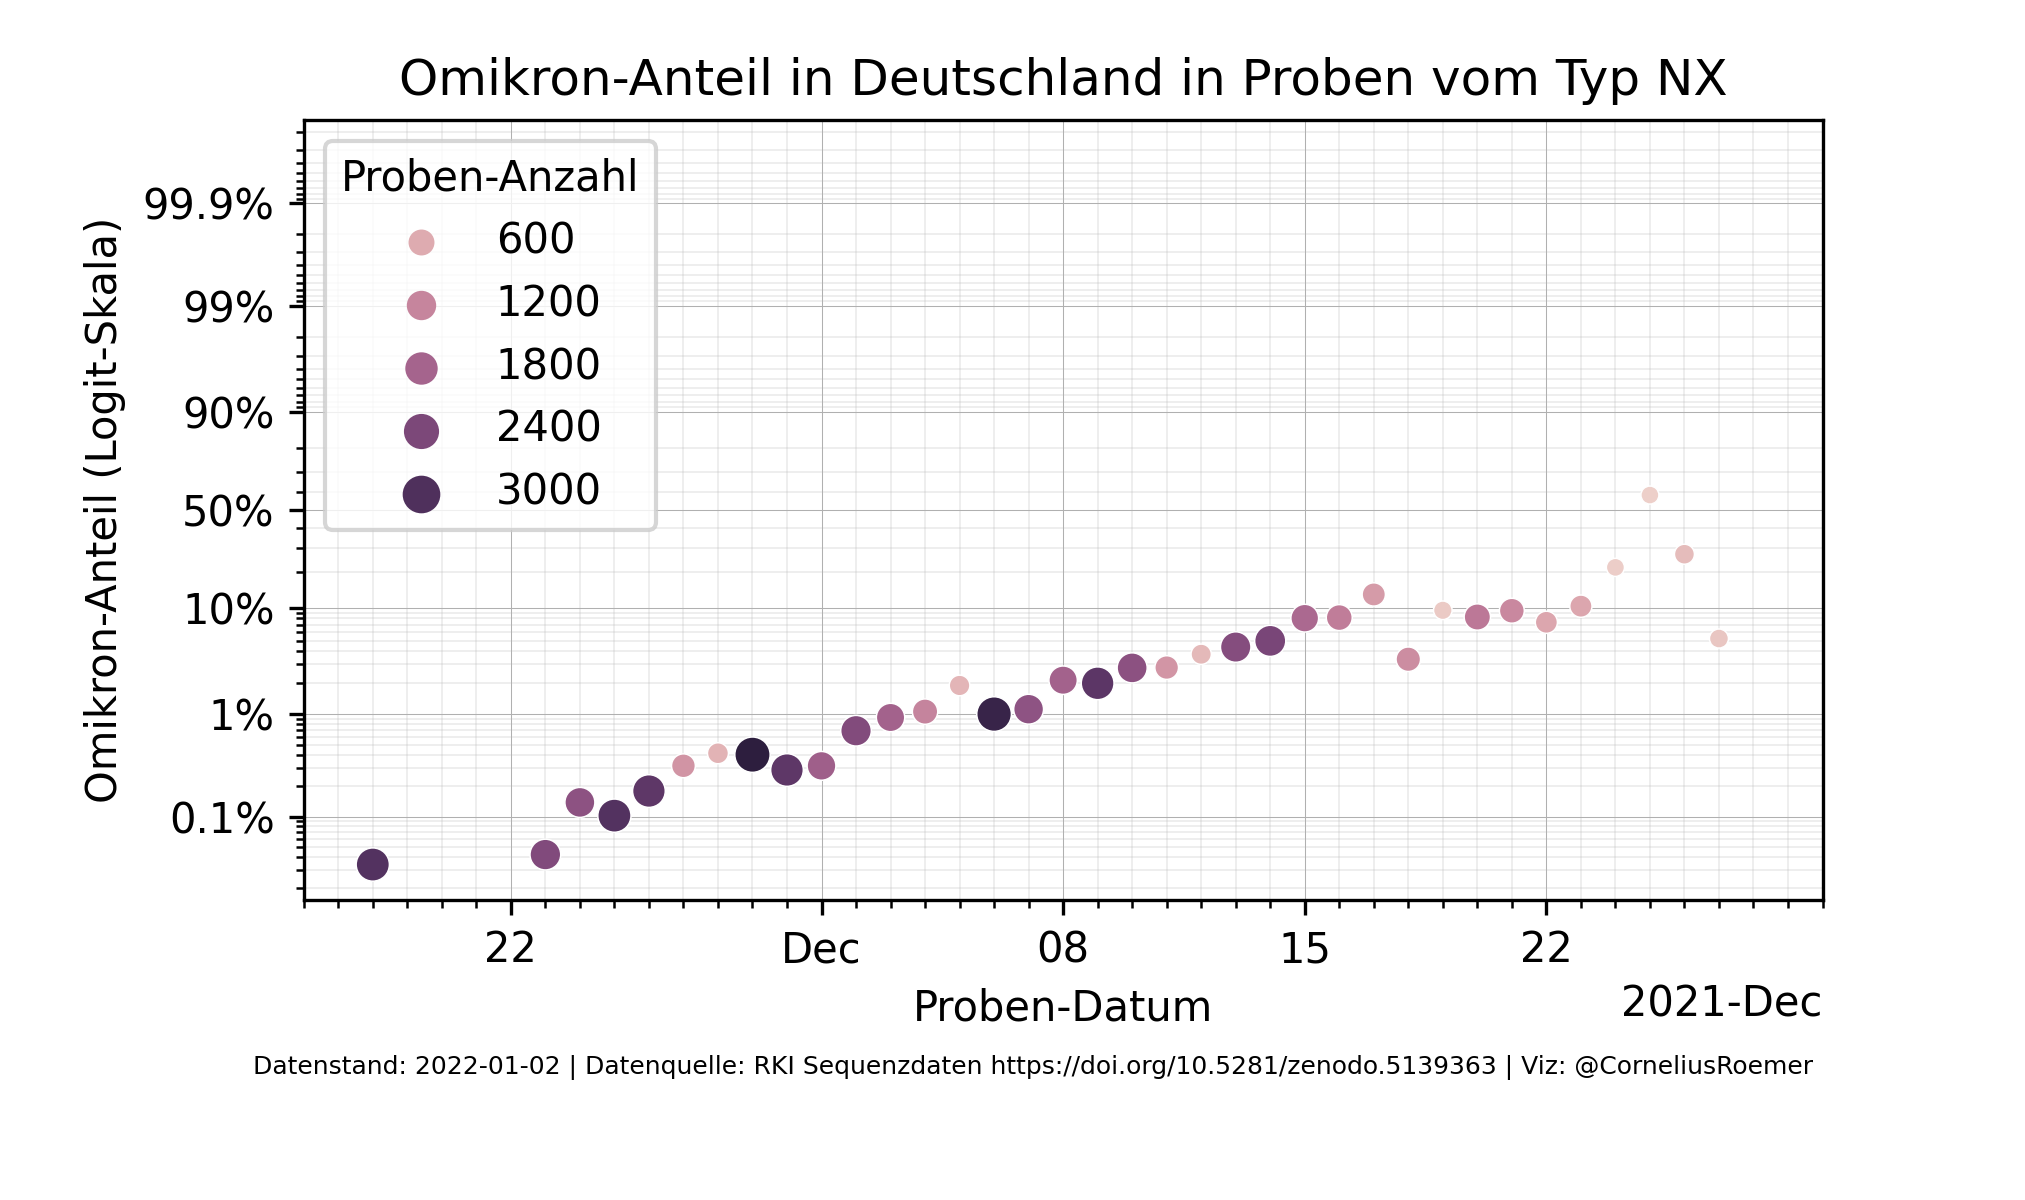 Omikron-Anteil in Deutschland in Proben vom Typ NX
Omikron-Anteil (Logit-Skala)
99.9%
99%
90%
50%
10%
1%
0.1%
Proben-Anzahl
600
1200
1800
2400
3000
22 Dec 08 15 22
Proben-Datum
2021-Dec
Datenstand: 2022-01-02 | Datenquelle: RKI Sequenzdaten https://doi.org/10.5281/zenodo.5139363 | Viz: @CorneliusRoemer